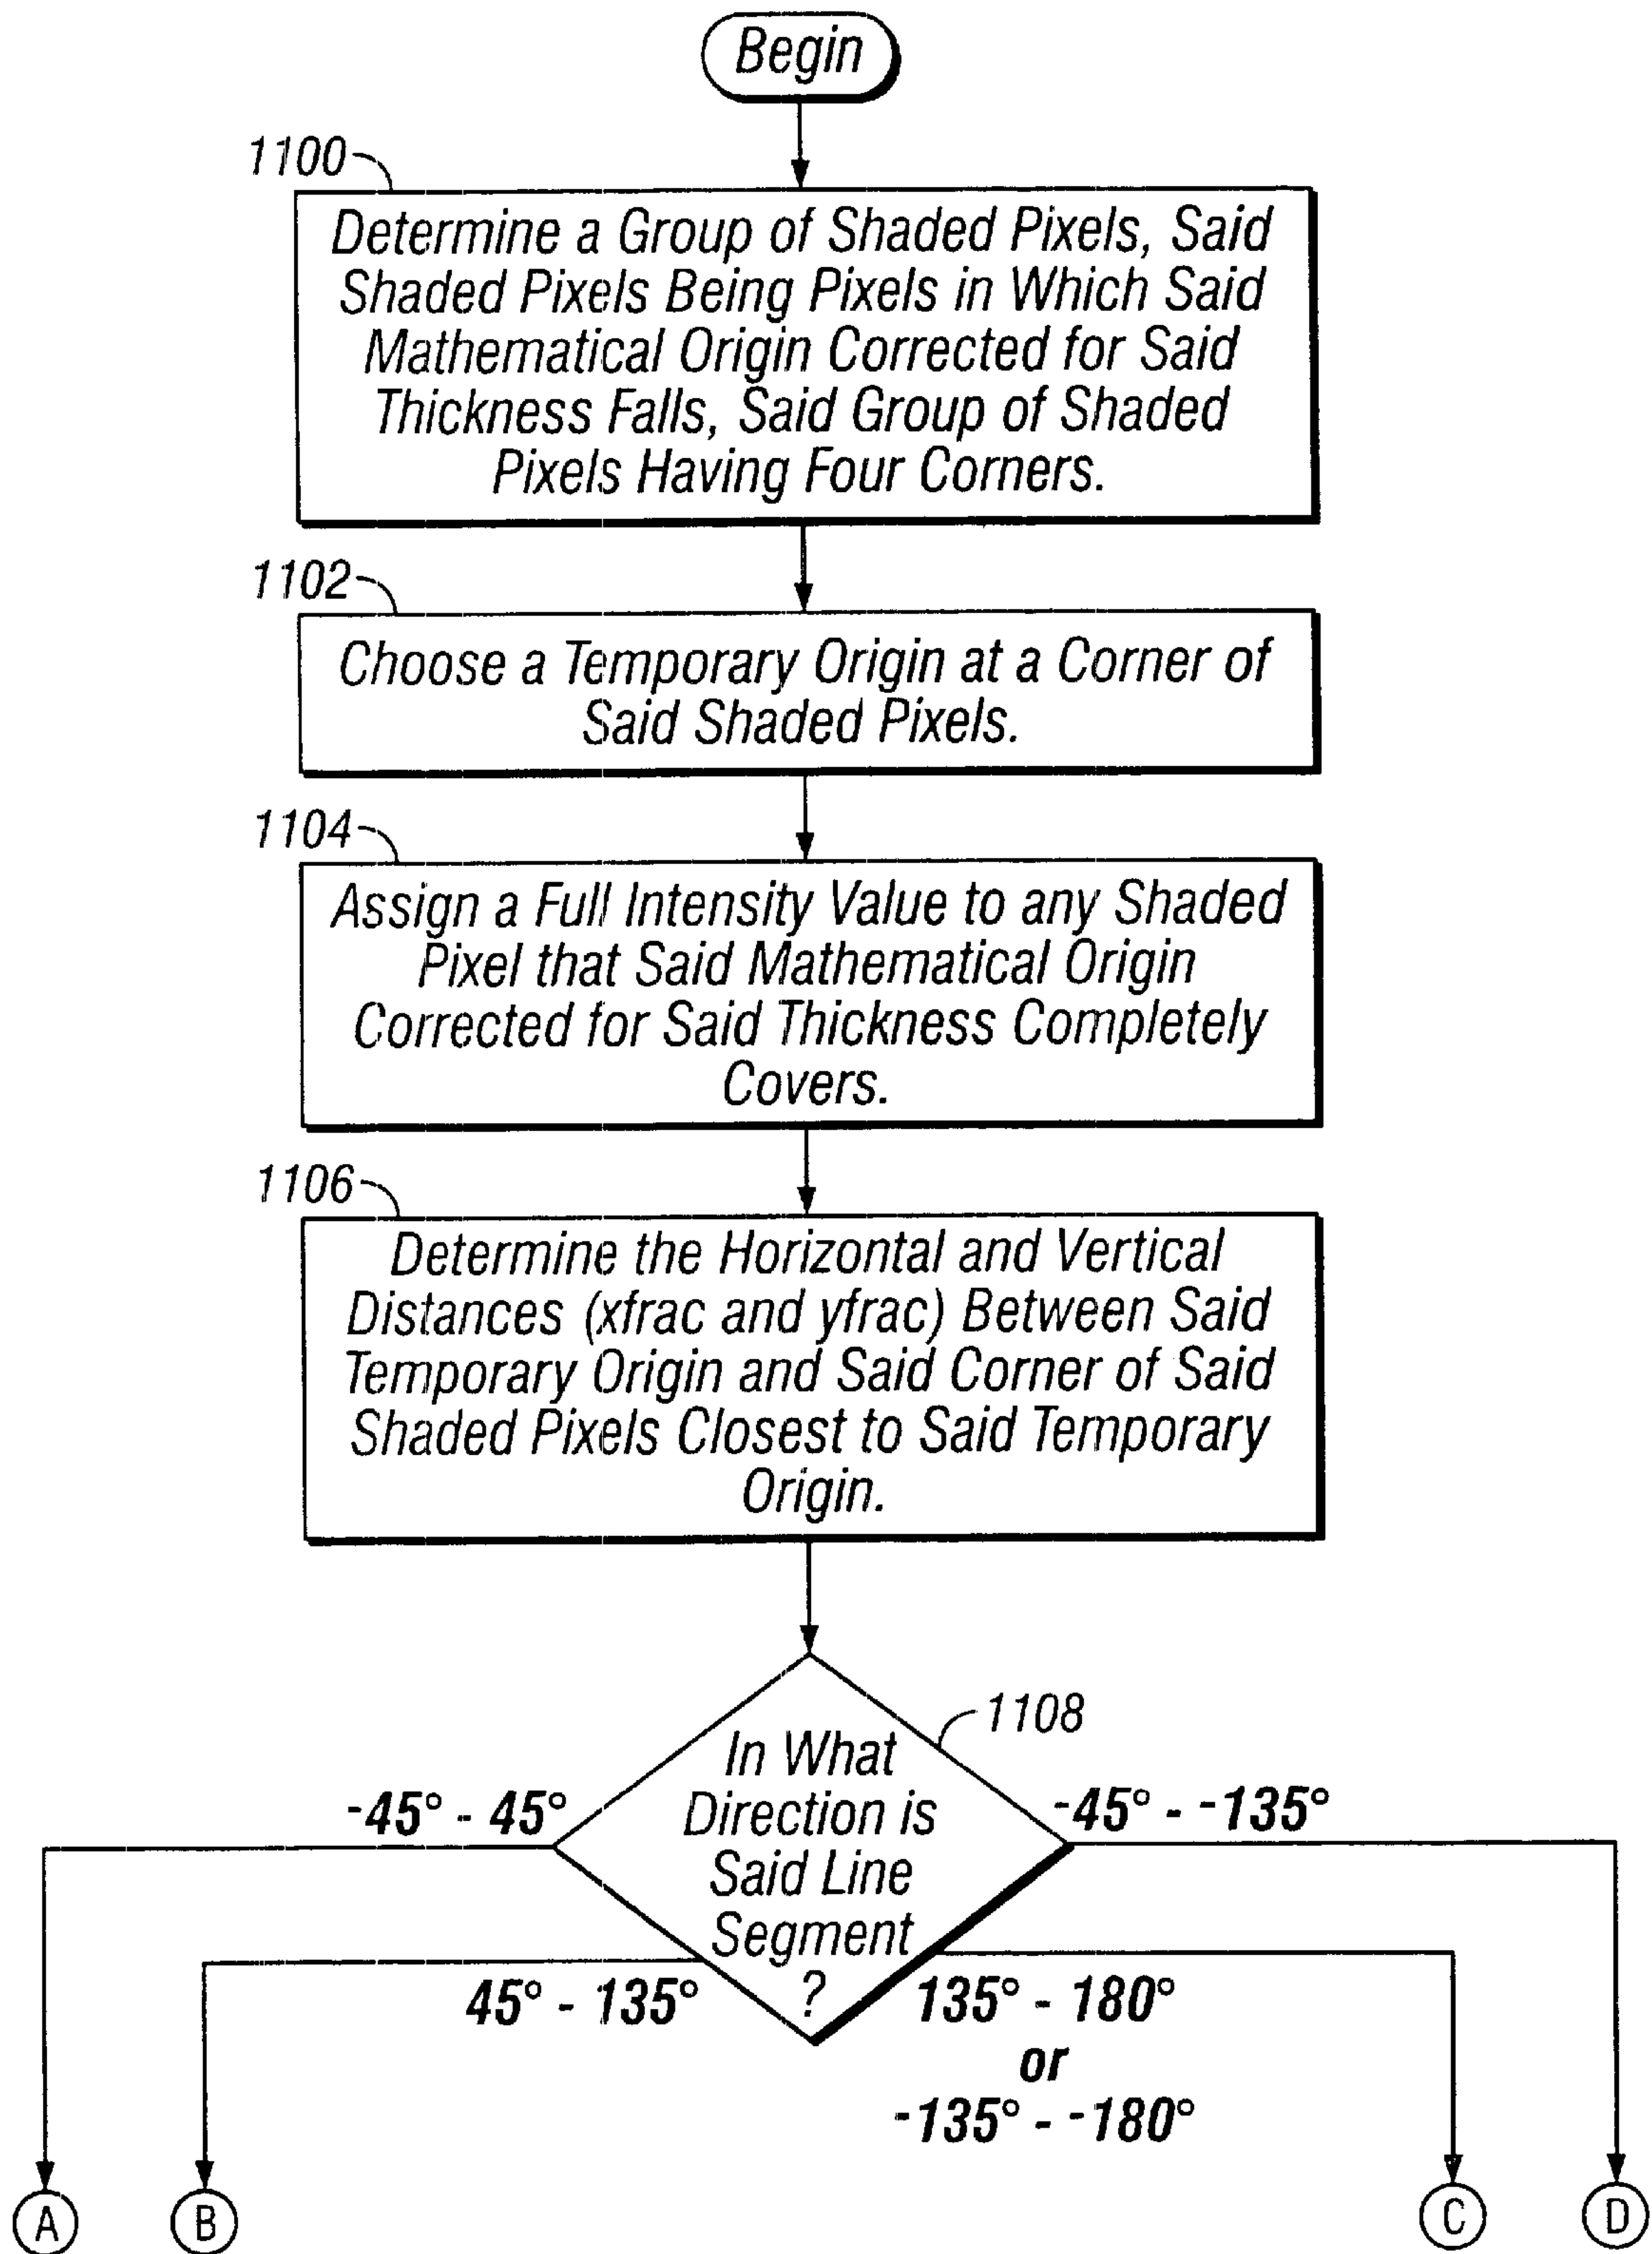 Begin
1100
Determine a Group of Shaded Pixels, Said
Shaded Pixels Being Pixels in Which Said
Mathematical Origin Corrected for Said
Thickness Falls, Said Group of Shaded
Pixels Having Four Corners.
1102
Choose a Temporary Origin at a Corner of
Said Shaded Pixels.
1104
Assign a Full Intensity Value to any Shaded
Pixel that Said Mathematical Origin
Corrected for Said Thickness Completely
Covers.
1106
Determine the Horizontal and Vertical
Distances (xfrac and yfrac) Between Said
Temporary Origin and Said Corner of Said
Shaded Pixels Closest to Said Temporary
Origin.
1108
In What
Direction is
Said Line
Segment
?
-45° - 45°
-45° - -135°
45° - 135°
135° - 180°
or
-135° - -180°
A
B
C
D